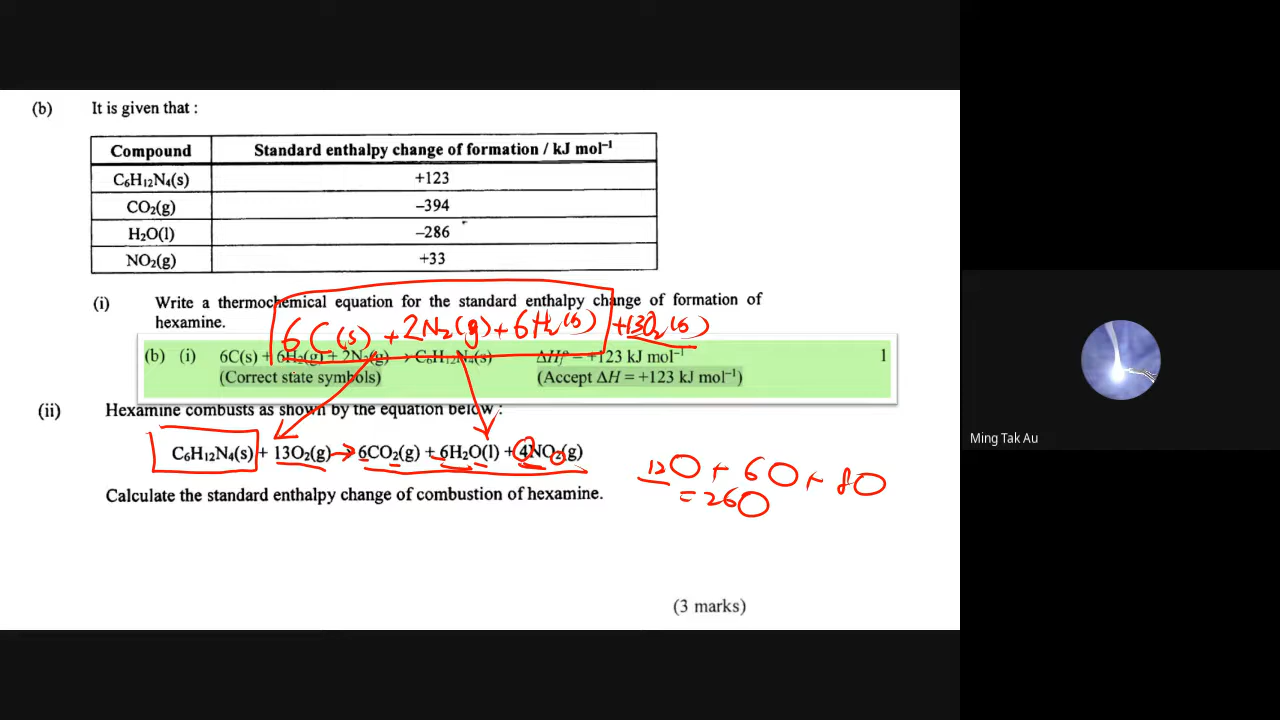 (b) It is given that :
Compound Standard enthalpy change of formation / kJ mol⁻¹
C₆H₁₂N₄(s) +123
CO₂(g) –394
H₂O(l) –286
NO₂(g) +33
(i) Write a thermochemical equation for the standard enthalpy change of formation of
hexamine.
6C(s) + 2N₂(g) + 6H₂(g) + 13O₂(g)
(b) (i) 6C(s) + 6H₂(g) + 2N₂(g) → C₆H₁₂N₄(s) ΔHf° = +123 kJ mol⁻¹ 1
(Correct state symbols) (Accept ΔH = +123 kJ mol⁻¹)
(ii) Hexamine combusts as shown by the equation below :
C₆H₁₂N₄(s) + 13O₂(g) → 6CO₂(g) + 6H₂O(l) + 4NO₂(g)
12O + 6O + 8O
= 26O
Calculate the standard enthalpy change of combustion of hexamine.
(3 marks)
Ming Tak Au